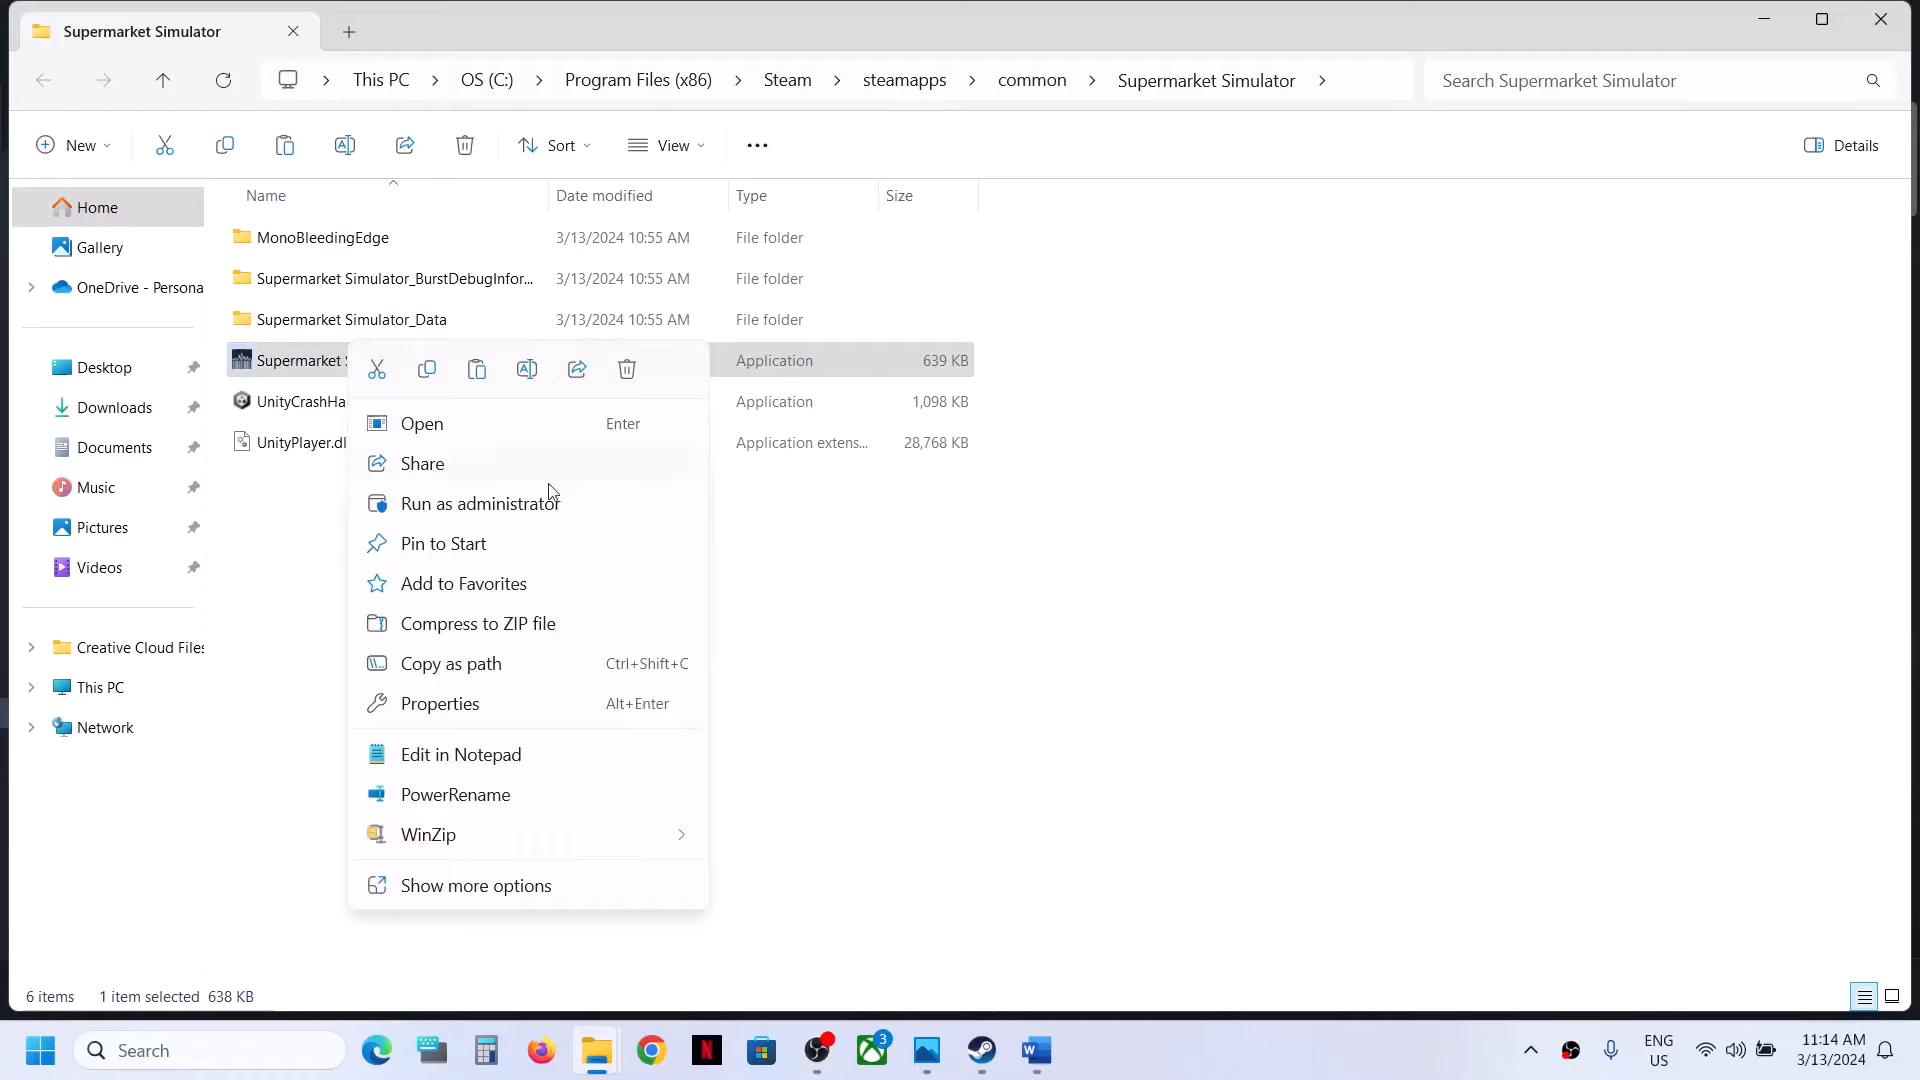 Supermarket Simulator
This PC
OS (C:)
Program Files (x86)
Steam
steamapps
common
Supermarket Simulator
Search Supermarket Simulator
New
Sort
View
Details
Name
Date modified
Type
Size
Home
Gallery
OneDrive - Persona
Desktop
Downloads
Documents
Music
Pictures
Videos
Creative Cloud Files
This PC
Network
MonoBleedingEdge 3/13/2024 10:55 AM File folder
Supermarket Simulator_BurstDebugInfor... 3/13/2024 10:55 AM File folder
Supermarket Simulator_Data 3/13/2024 10:55 AM File folder
Supermarket Application 639 KB
UnityCrashHa Application 1,098 KB
UnityPlayer.dl Application extens... 28,768 KB
Open Enter
Share
Run as administrator
Pin to Start
Add to Favorites
Compress to ZIP file
Copy as path Ctrl+Shift+C
Properties Alt+Enter
Edit in Notepad
PowerRename
WinZip
Show more options
6 items 1 item selected 638 KB
Search
3
ENG
US
11:14 AM
3/13/2024